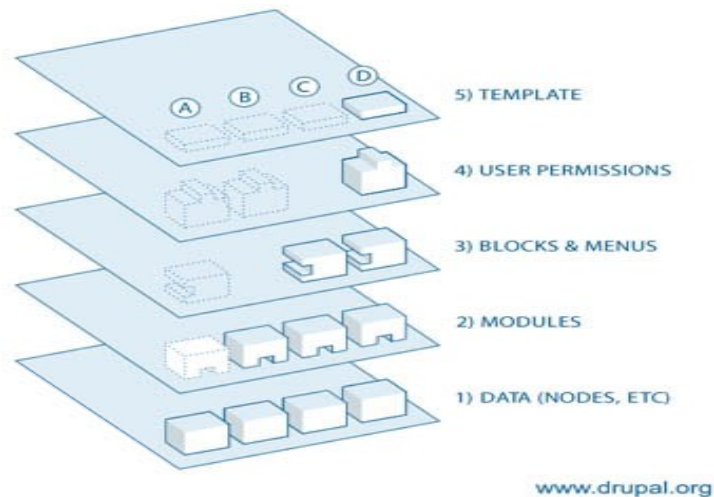 A
B
C
D
5) TEMPLATE
4) USER PERMISSIONS
3) BLOCKS & MENUS
2) MODULES
1) DATA (NODES, ETC)
www.drupal.org